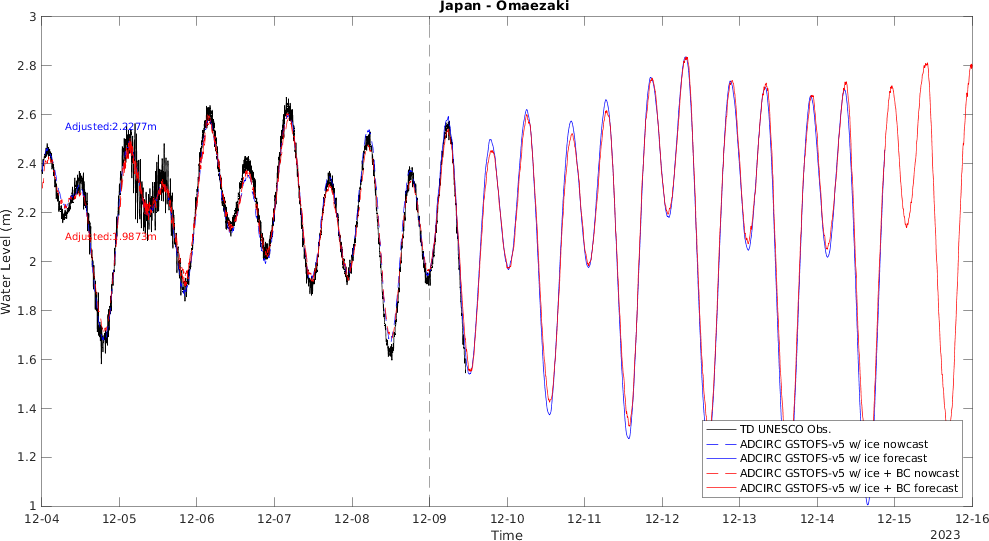 Japan - Omaezaki
3
2.8
2.6
2.4
2.2
2
1.8
1.6
1.4
1.2
1
Water Level (m)
Adjusted:2.2277m
Adjusted:1.9873m
TD UNESCO Obs.
ADCIRC GSTOFS-v5 w/ ice nowcast
ADCIRC GSTOFS-v5 w/ ice forecast
ADCIRC GSTOFS-v5 w/ ice + BC nowcast
ADCIRC GSTOFS-v5 w/ ice + BC forecast
12-04 12-05 12-06 12-07 12-08 12-09 12-10 12-11 12-12 12-13 12-14 12-15 12-16
Time
2023